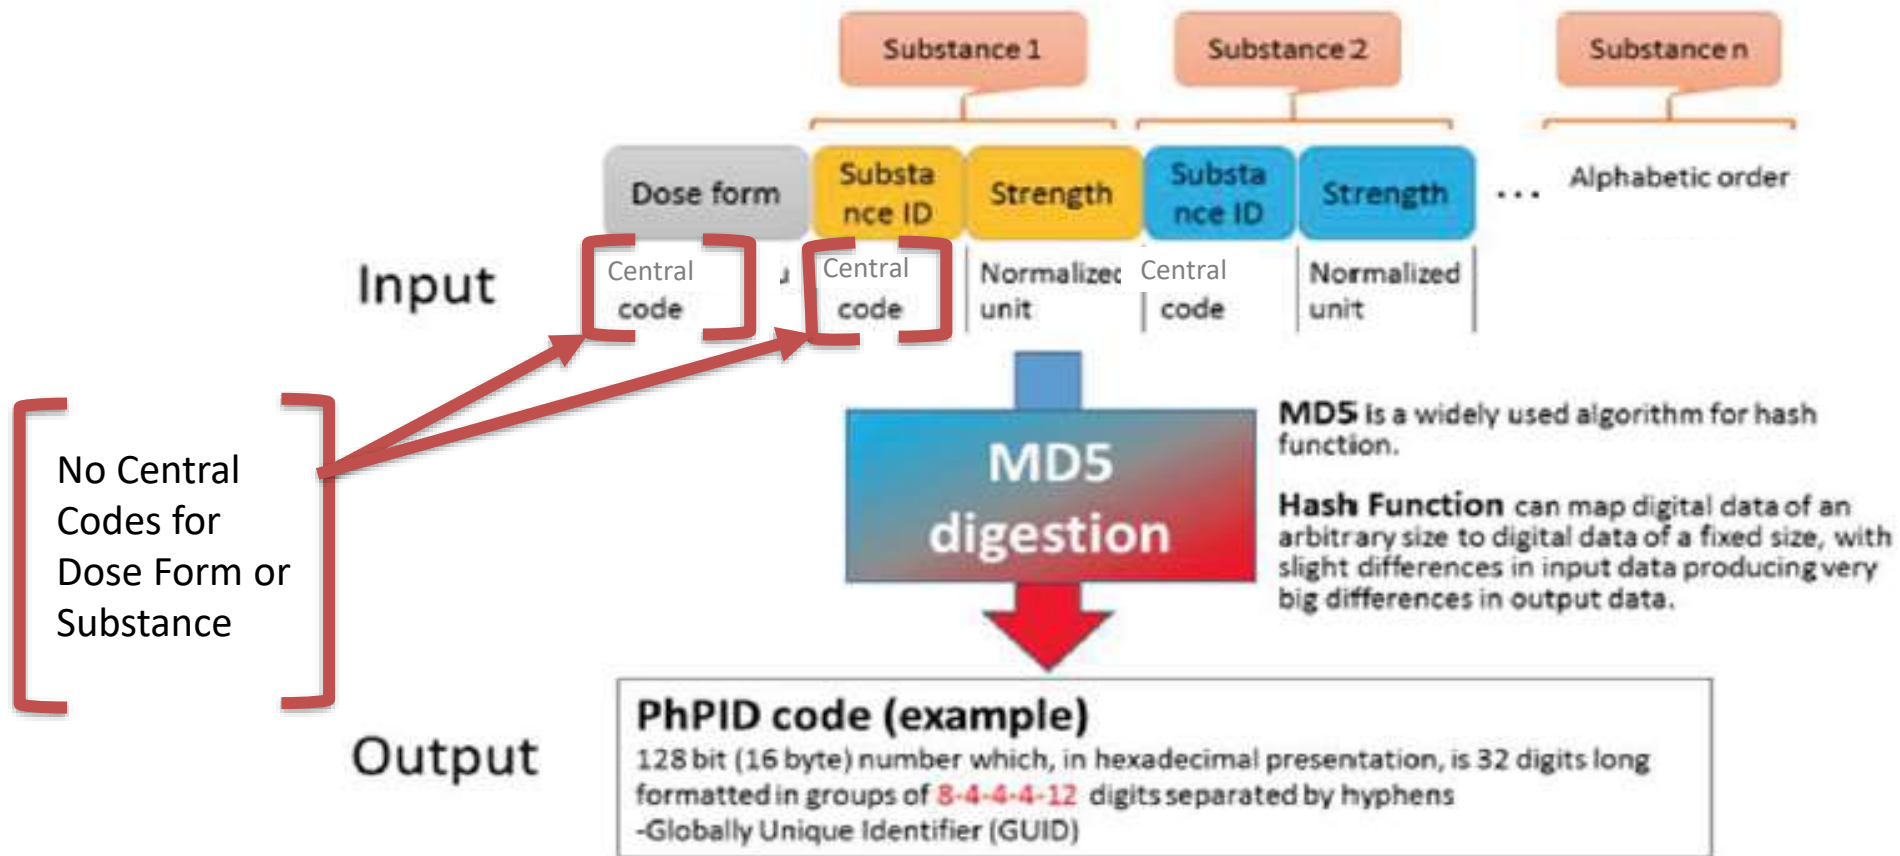 Substance 1
Substance 2
Substance n
Dose form
Substa
nce ID
Strength
Substa
nce ID
Strength
...
Alphabetic order
Input
Central
code
Central
code
Normalized
unit
Central
code
Normalized
unit
No Central
Codes for
Dose Form or
Substance
MD5
digestion
MD5 is a widely used algorithm for hash
function.
Hash Function can map digital data of an
arbitrary size to digital data of a fixed size, with
slight differences in input data producing very
big differences in output data.
Output
PhPID code (example)
128 bit (16 byte) number which, in hexadecimal presentation, is 32 digits long
formatted in groups of 8-4-4-4-12 digits separated by hyphens
-Globally Unique Identifier (GUID)